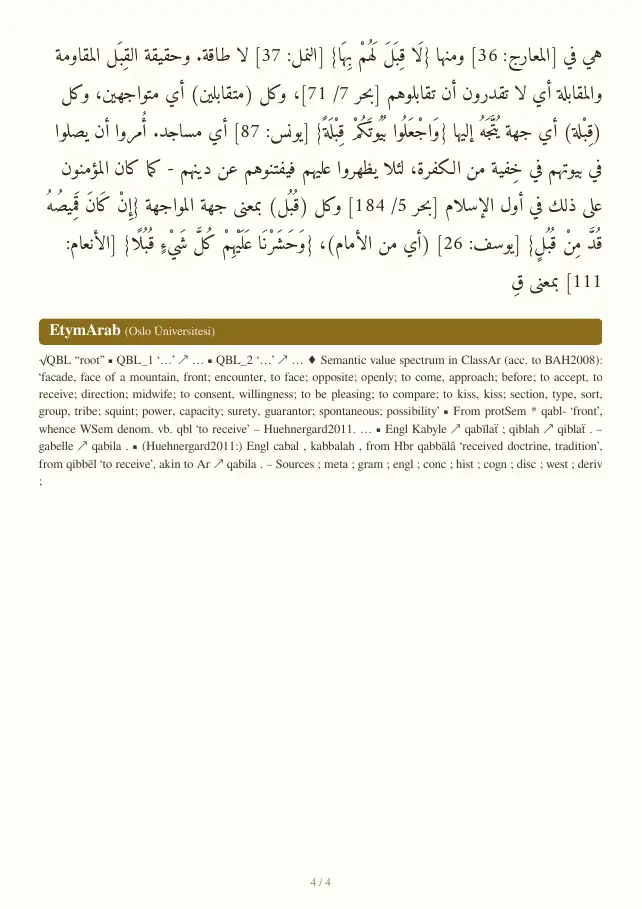 هي في [المعارج: 36] ومنها {لَا قِبَلَ لَهُمْ بِهَا} [النمل: 37] لا طاقة. وحقيقة القِبَل المقاومة
والمقابلة أي لا تقدرون أن تقابلوهم [بحر 7/ 71]، وكل (متقابلين) أي متواجهين، وكل
(قِبْلة) أي جهة يُتَّجَهُ إليها {وَاجْعَلُوا بُيُوتَكُمْ قِبْلَةً} [يونس: 87] أي مساجد. أُمروا أن يصلوا
في بيوتهم في خِفية من الكفرة، لئلا يظهروا عليهم فيفتنوهم عن دينهم - كما كان المؤمنون
على ذلك في أول الإسلام [بحر 5/ 184] وكل (قُبُل) بمعنى جهة المواجهة {إِنْ كَانَ قَمِيصُهُ
قُدَّ مِنْ قُبُلٍ} [يوسف: 26] (أي من الأمام)، {وَحَشَرْنَا عَلَيْهِمْ كُلَّ شَيْءٍ قُبُلًا} [الأنعام:
111] بمعنى قِ
EtymArab (Oslo Üniversitesi)
√QBL “root” ▪ QBL_1 ‘…’ ↗ … ▪ QBL_2 ‘…’ ↗ … ♦ Semantic value spectrum in ClassAr (acc. to BAH2008):
‘facade, face of a mountain, front; encounter, to face; opposite; openly; to come, approach; before; to accept, to
receive; direction; midwife; to consent, willingness; to be pleasing; to compare; to kiss, kiss; section, type, sort,
group, tribe; squint; power, capacity; surety, guarantor; spontaneous; possibility’ ▪ From protSem * qabl- ‘front’,
whence WSem denom. vb. qbl ‘to receive’ – Huehnergard2011. … ▪ Engl Kabyle ↗ qabīlaẗ ; qiblah ↗ qiblaẗ . –
gabelle ↗ qabila . ▪ (Huehnergard2011:) Engl cabal , kabbalah , from Hbr qabbālâ ‘received doctrine, tradition’,
from qibbēl ‘to receive’, akin to Ar ↗ qabila . – Sources ; meta ; gram ; engl ; conc ; hist ; cogn ; disc ; west ; deriv
;
4 / 4